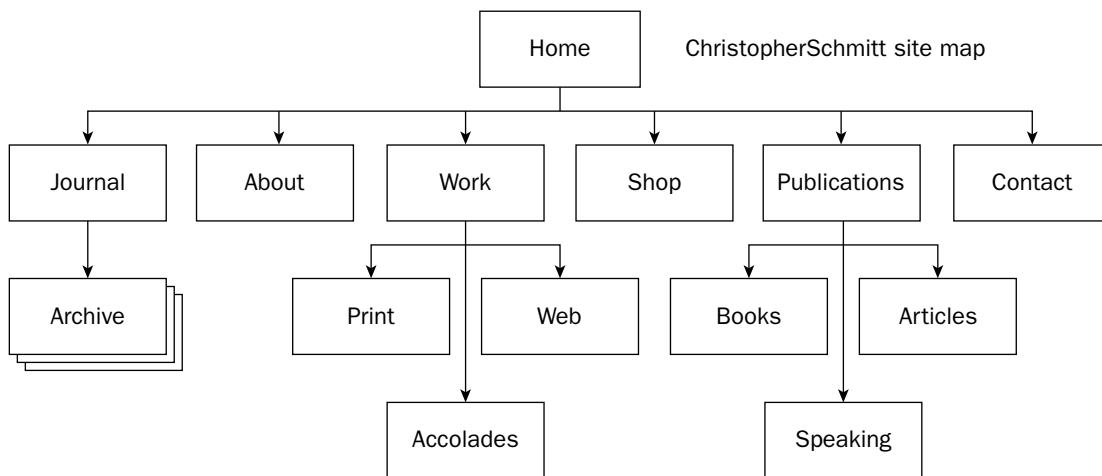 Home
ChristopherSchmitt site map
Journal
About
Work
Shop
Publications
Contact
Archive
Print
Web
Books
Articles
Accolades
Speaking